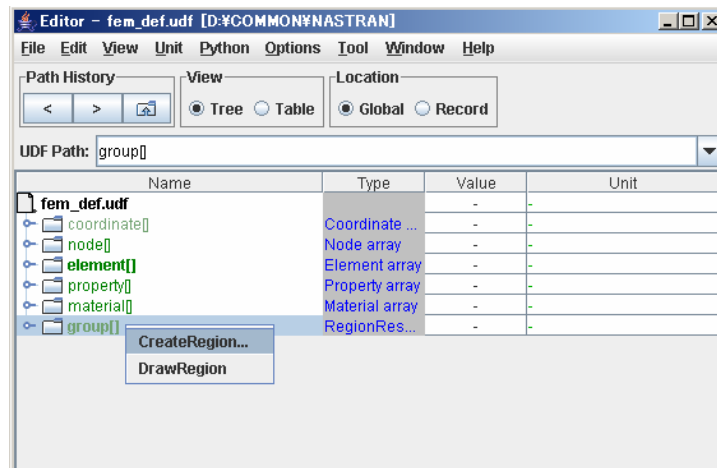 Editor - fem_def.udf [D:¥COMMON¥NASTRAN]
File Edit View Unit Python Options Tool Window Help
Path History View Location
< > Tree Table Global Record
UDF Path: group[]
Name Type Value Unit
fem_def.udf - -
coordinate[] Coordinate ... - -
node[] Node array - -
element[] Element array - -
property[] Property array - -
material[] Material array - -
group[] RegionRes... - -
CreateRegion...
DrawRegion